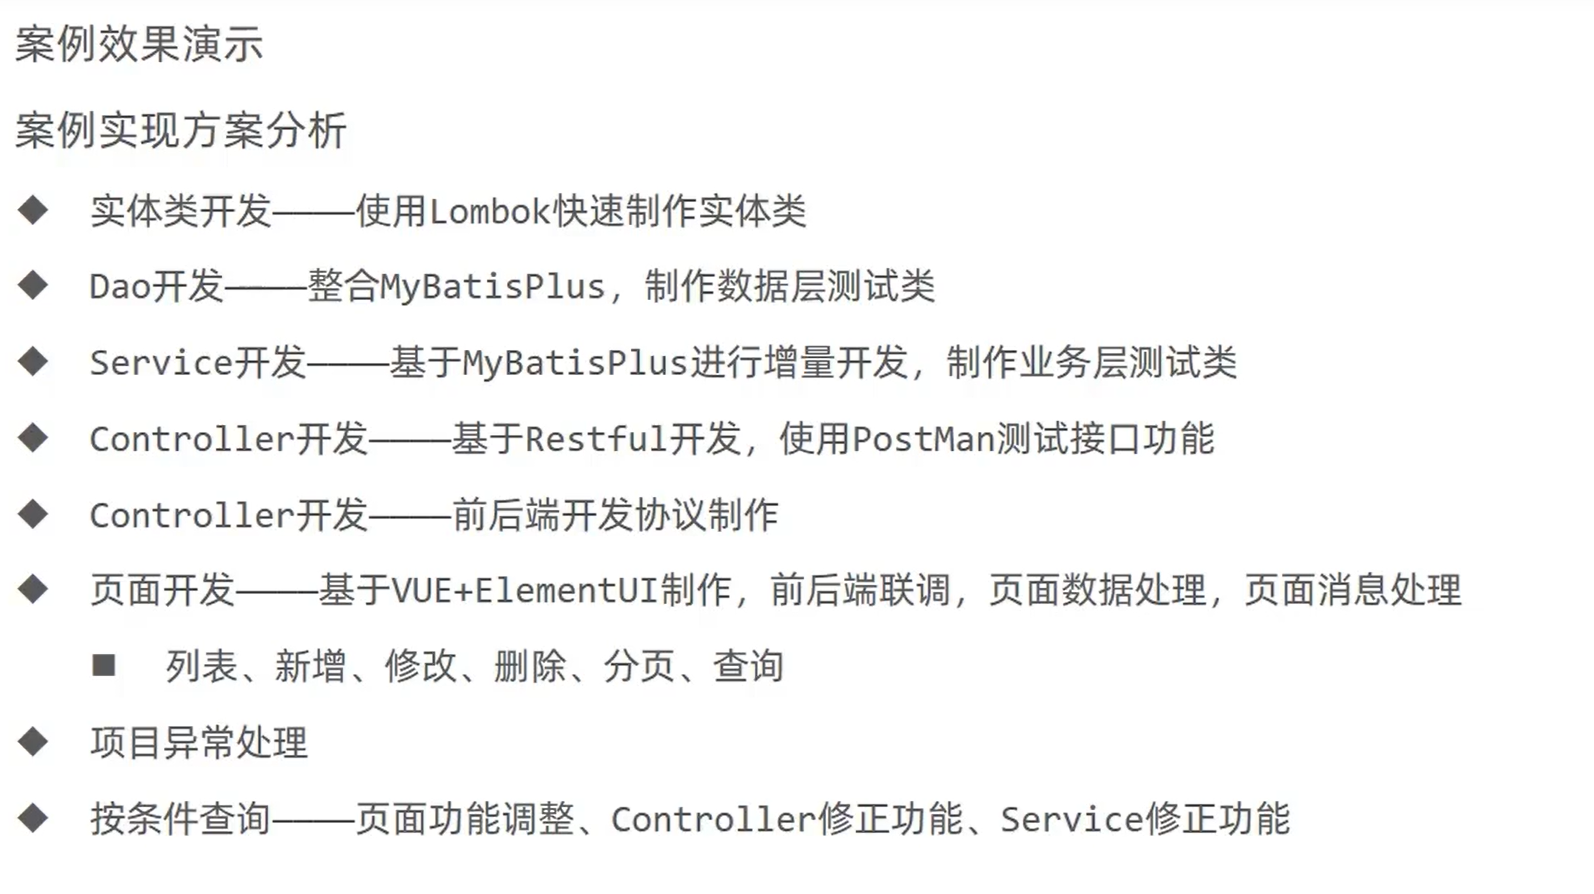 案例效果演示
案例实现方案分析
◆ 实体类开发————使用Lombok快速制作实体类
◆ Dao开发————整合MyBatisPlus，制作数据层测试类
◆ Service开发————基于MyBatisPlus进行增量开发，制作业务层测试类
◆ Controller开发————基于Restful开发，使用PostMan测试接口功能
◆ Controller开发————前后端开发协议制作
◆ 页面开发————基于VUE+ElementUI制作，前后端联调，页面数据处理，页面消息处理
■ 列表、新增、修改、删除、分页、查询
◆ 项目异常处理
◆ 按条件查询————页面功能调整、Controller修正功能、Service修正功能